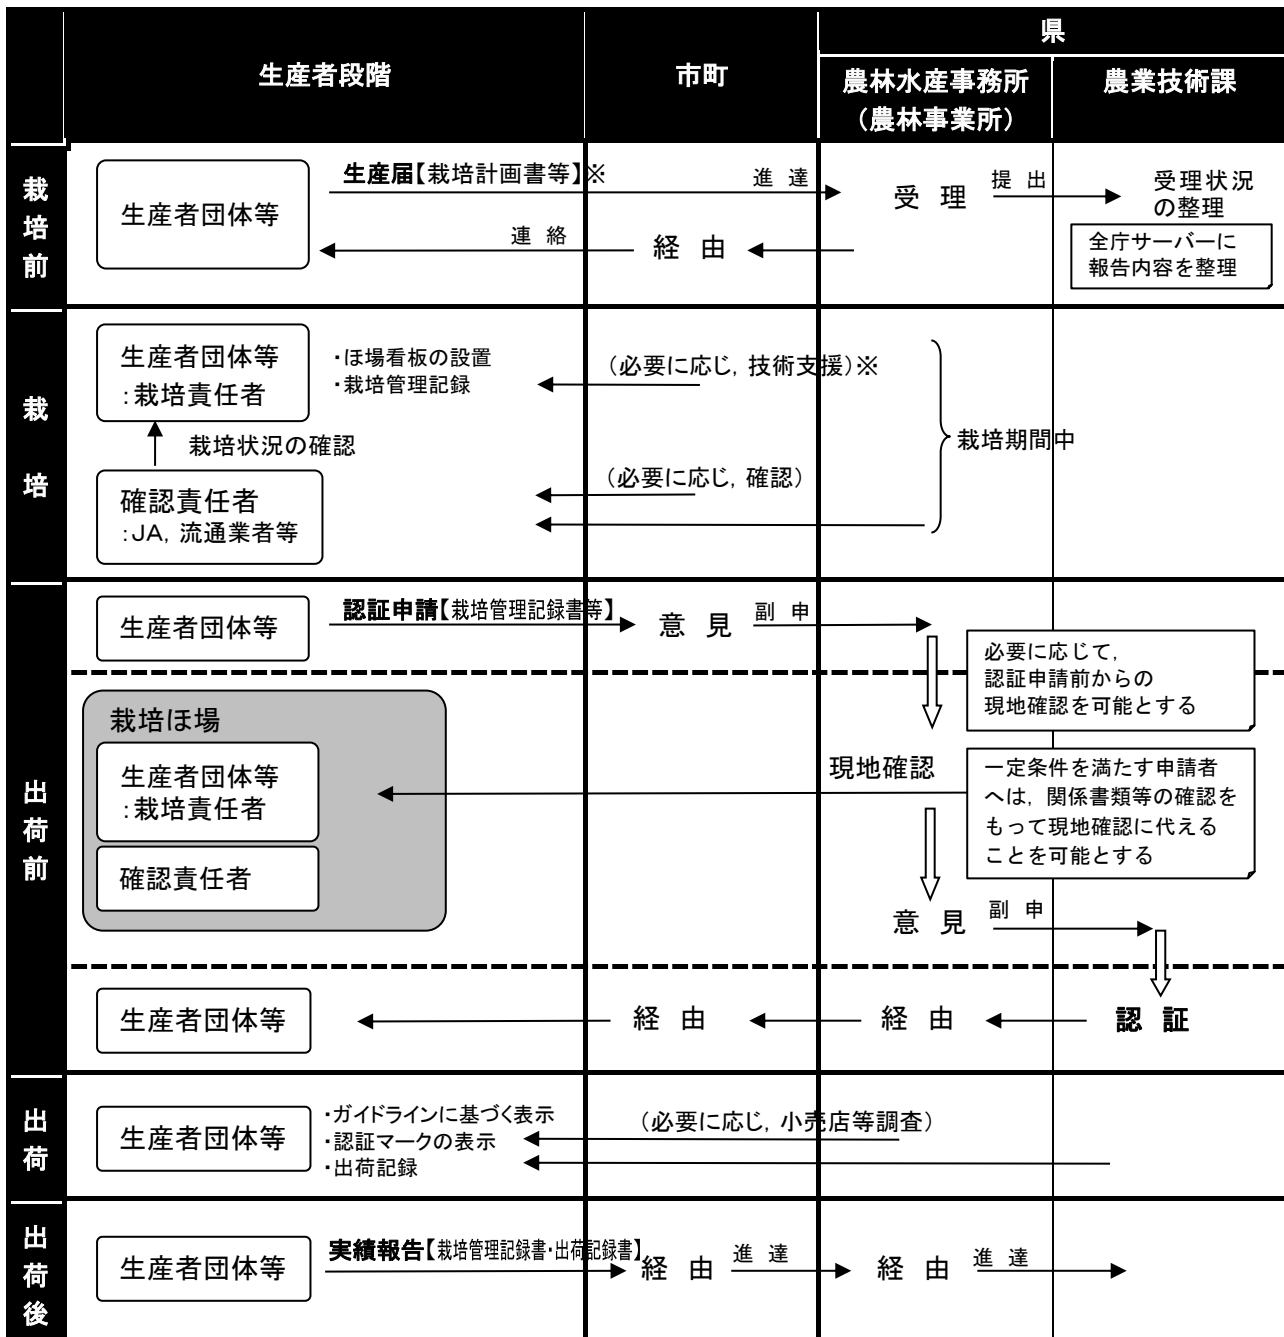 県
生産者段階
市町
農林水産事務所
（農林事業所）
農業技術課
栽培前
生産者団体等
生産届【栽培計画書等】※
進 達
受 理
提 出
受理状況
の整理
連 絡
経 由
全庁サーバーに
報告内容を整理
栽培
生産者団体等
：栽培責任者
・ほ場看板の設置
・栽培管理記録
（必要に応じ，技術支援）※
栽培状況の確認
栽培期間中
確認責任者
：ＪＡ，流通業者等
（必要に応じ，確認）
出荷前
生産者団体等
認証申請【栽培管理記録書等】
意 見
副 申
必要に応じて，
認証申請前からの
現地確認を可能とする
栽培ほ場
生産者団体等
：栽培責任者
確認責任者
現地確認
一定条件を満たす申請者
へは，関係書類等の確認を
もって現地確認に代える
ことを可能とする
意 見
副 申
生産者団体等
経 由
経 由
認 証
出荷
生産者団体等
・ガイドラインに基づく表示
・認証マークの表示
・出荷記録
（必要に応じ，小売店等調査）
出荷後
生産者団体等
実績報告【栽培管理記録書・出荷記録書】
経 由
進 達
経 由
進 達